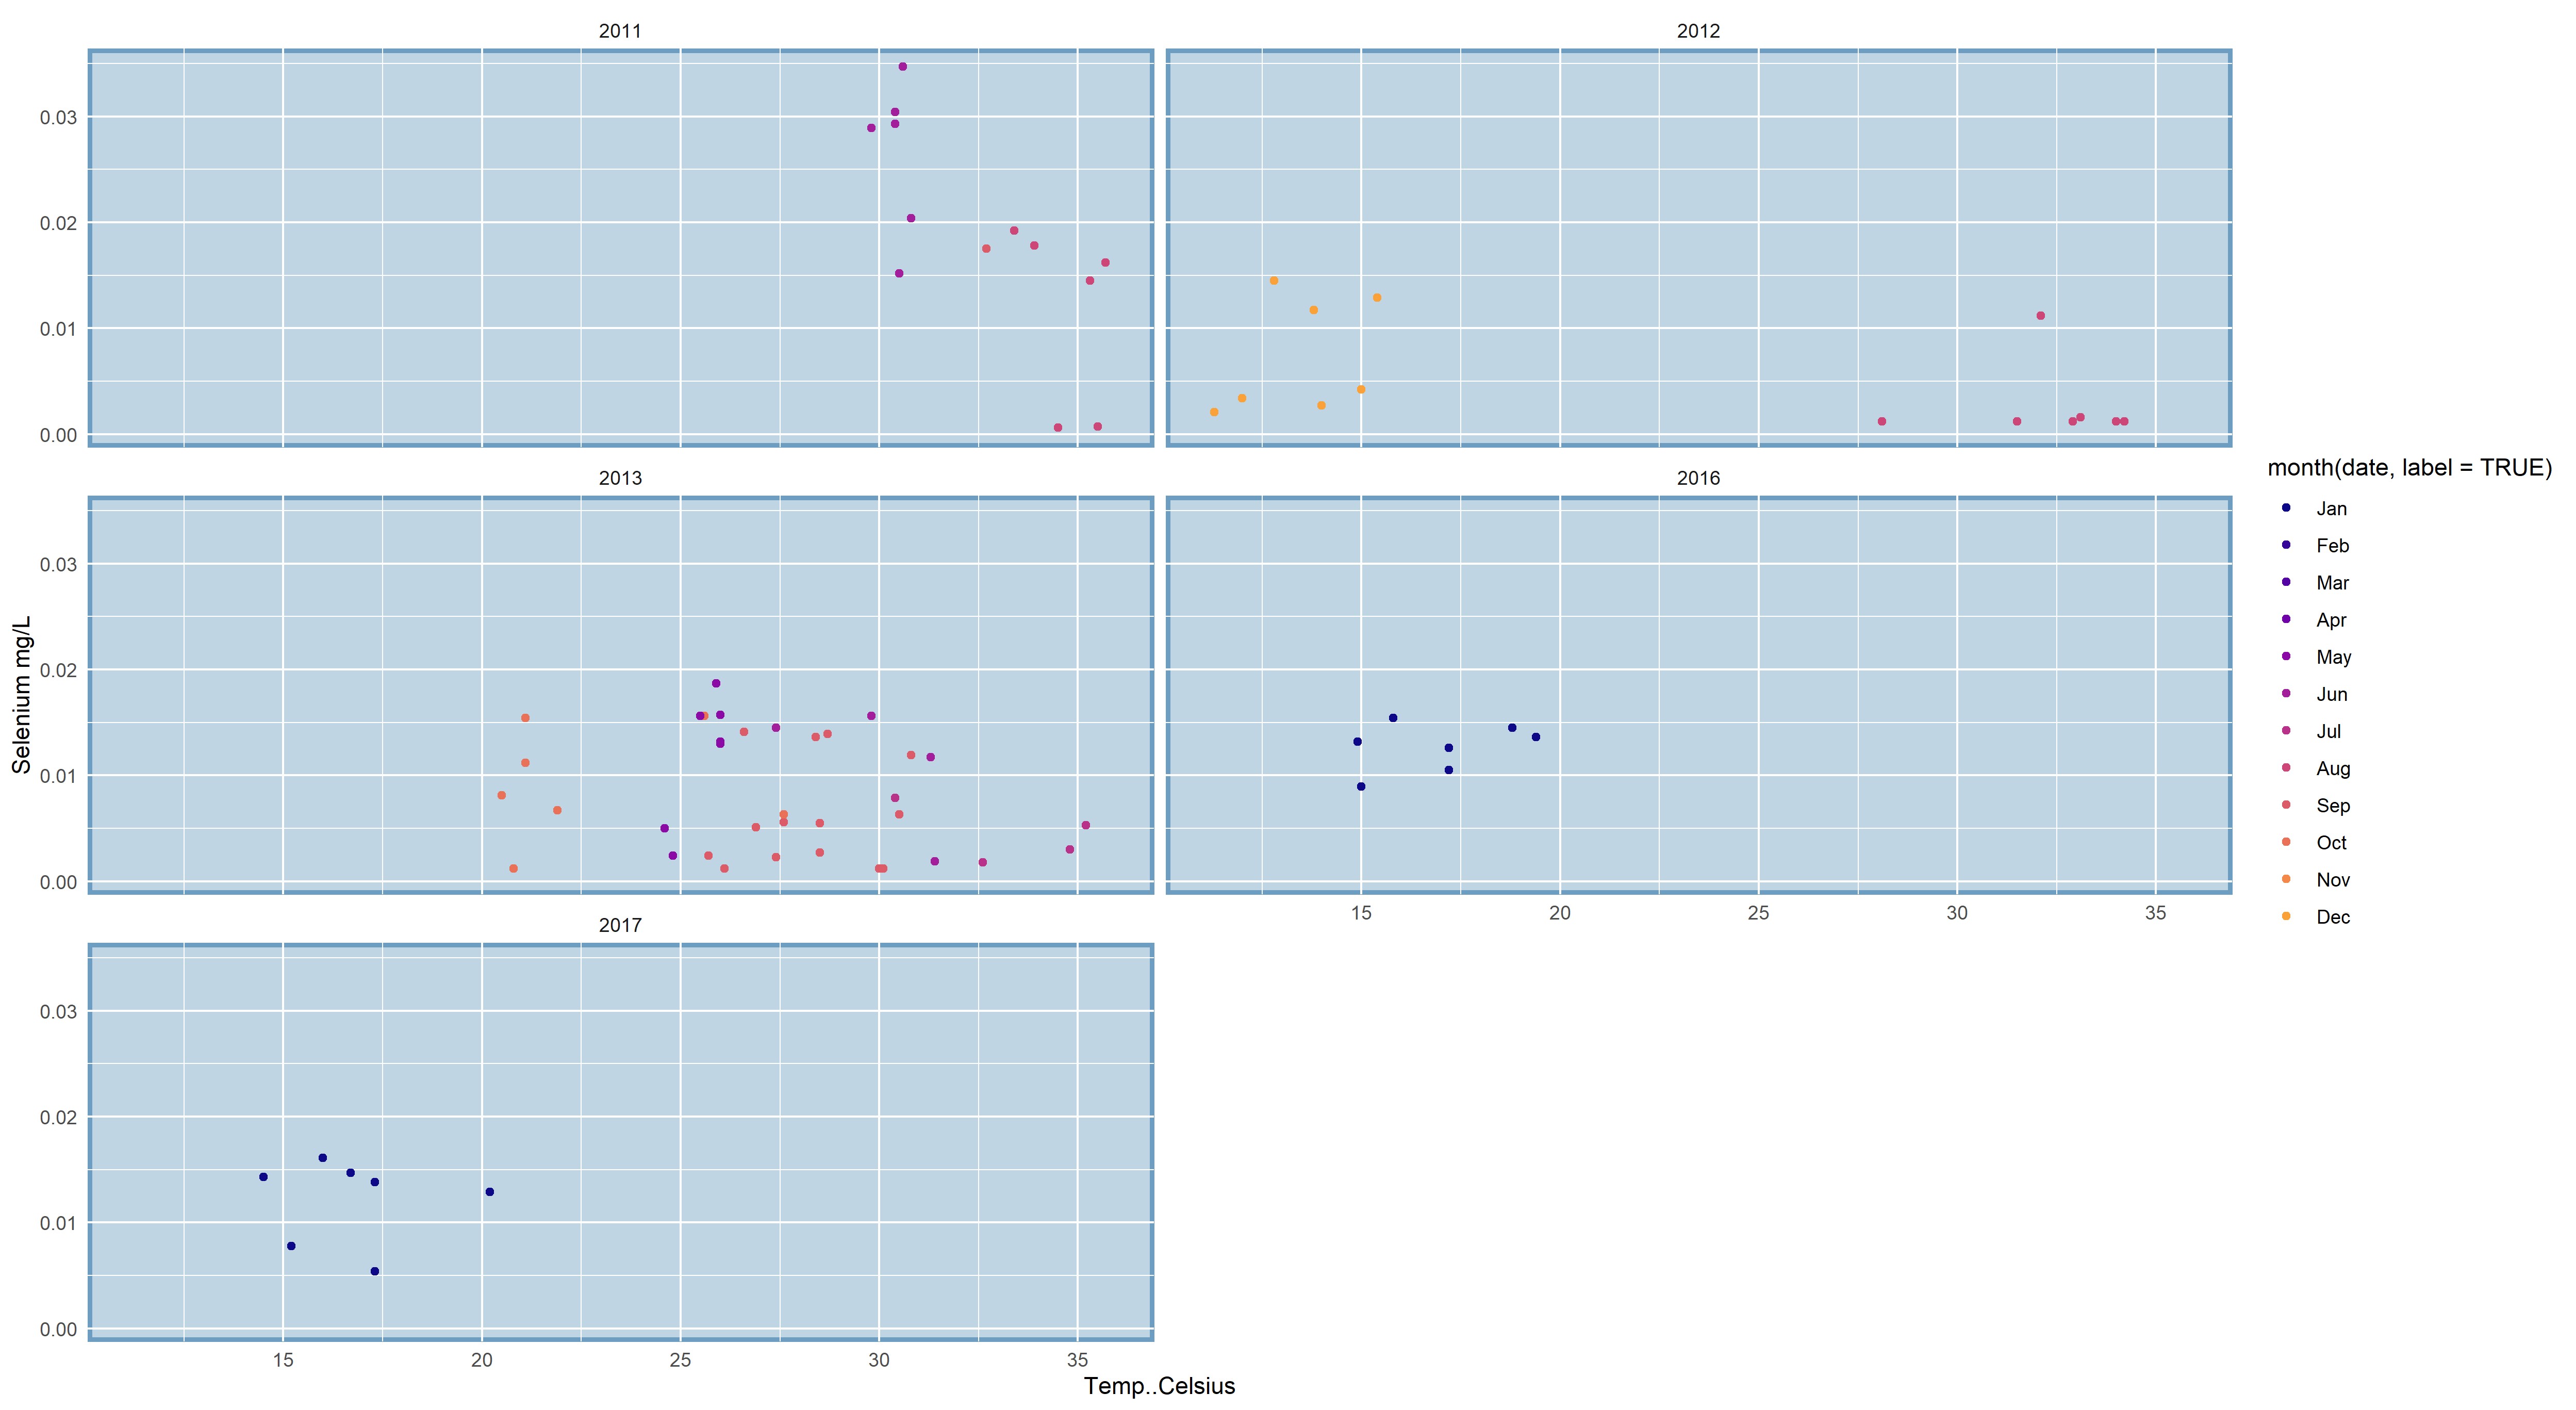 2011
2012
0.03
0.02
0.01
0.00
2013
2016
0.03
0.02
0.01
0.00
15 20 25 30 35
2017
0.03
0.02
0.01
0.00
15 20 25 30 35
Temp..Celsius
Selenium mg/L
month(date, label = TRUE)
Jan
Feb
Mar
Apr
May
Jun
Jul
Aug
Sep
Oct
Nov
Dec